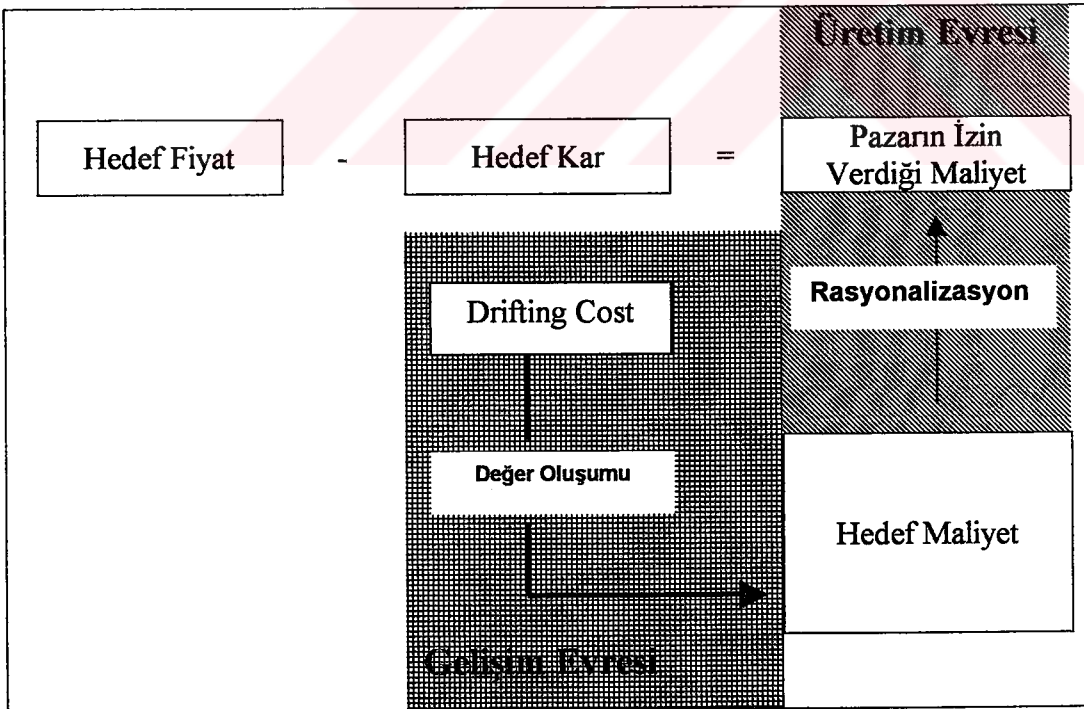 Üretim Evresi
Hedef Fiyat - Hedef Kar = Pazarın İzin
Verdiği Maliyet
Drifting Cost
Rasyonalizasyon
Değer Oluşumu
Hedef Maliyet
Gelişim Evresi